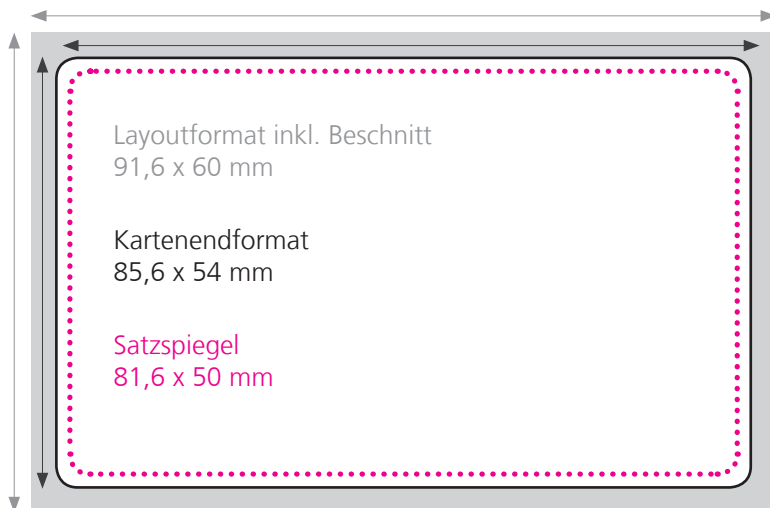 Layoutformat inkl. Beschnitt
91,6 x 60 mm
Kartenendformat
85,6 x 54 mm
Satzspiegel
81,6 x 50 mm